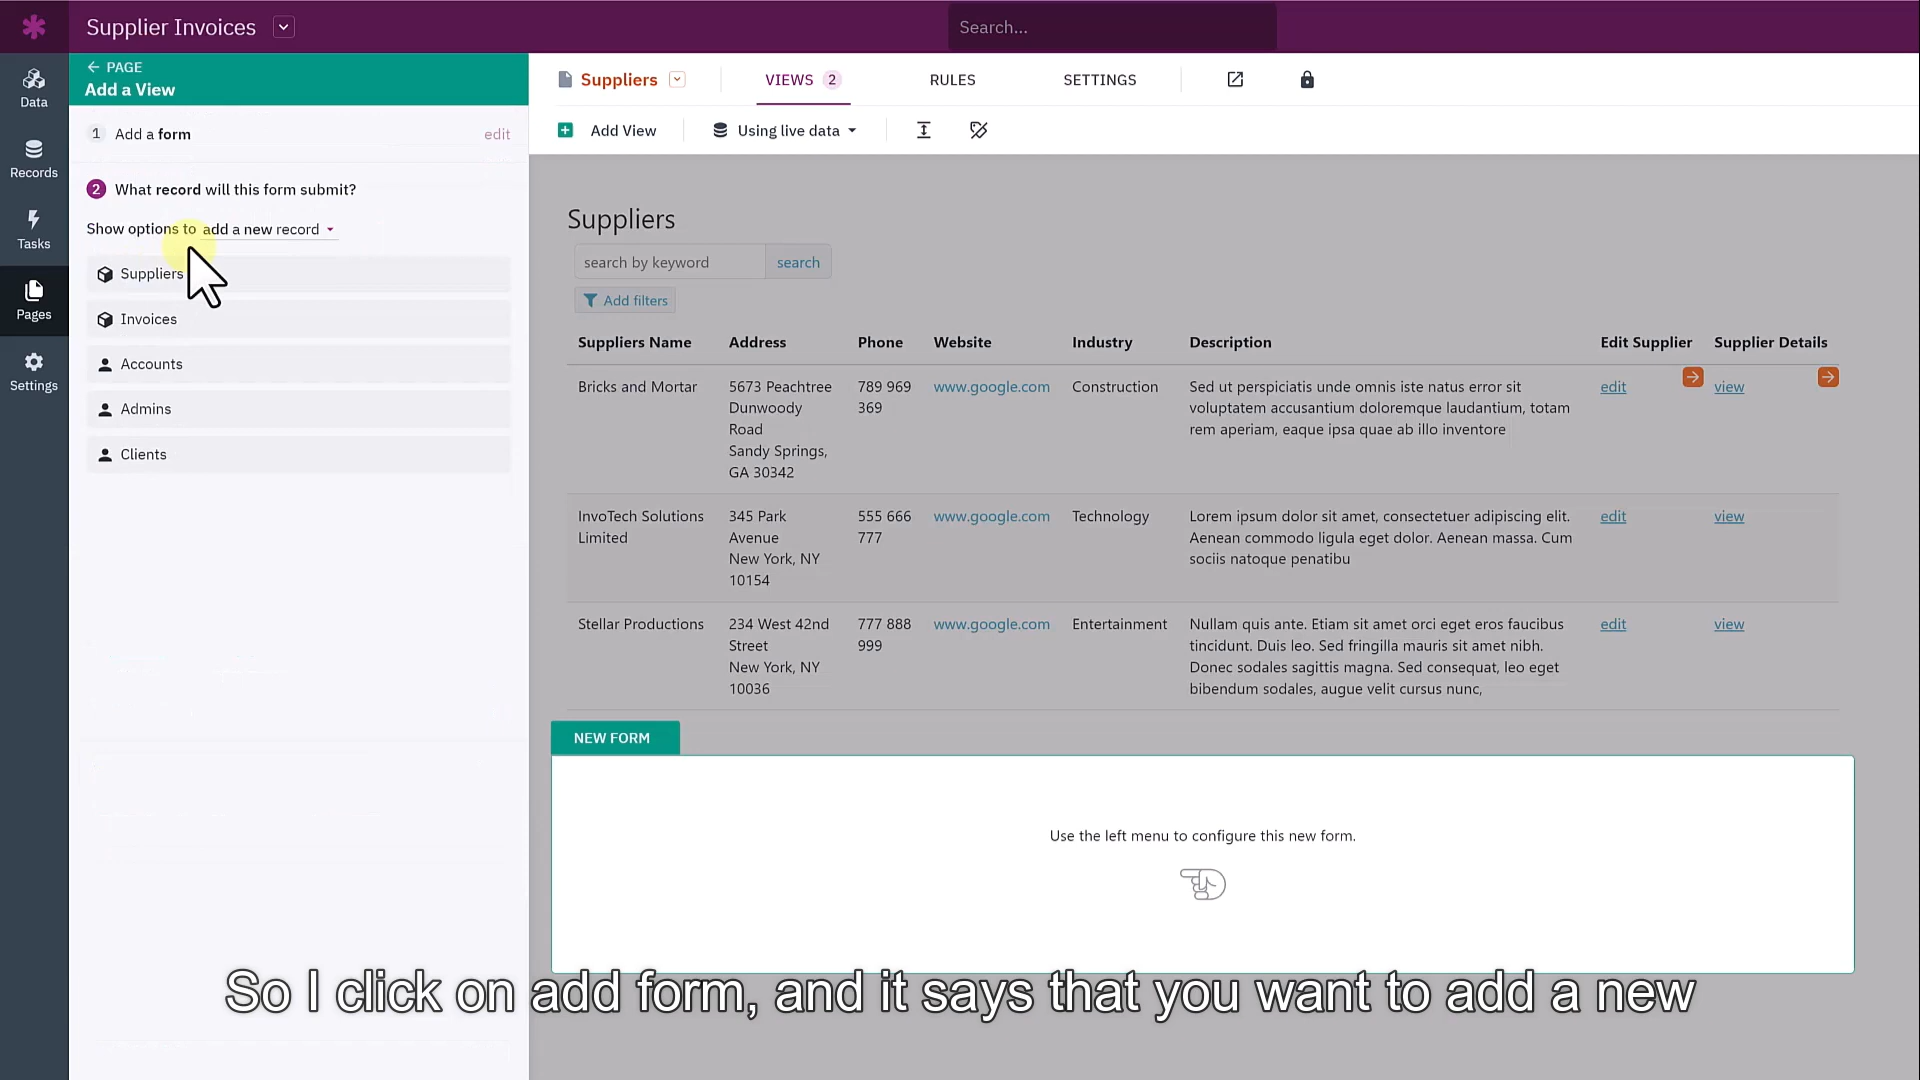 Supplier Invoices
Search...
Data
Records
Tasks
Pages
Settings
PAGE
Add a View
1 Add a form edit
2 What record will this form submit?
Show options to add a new record
Suppliers
Invoices
Accounts
Admins
Clients
Suppliers VIEWS 2 RULES SETTINGS
Add View Using live data
Suppliers
search by keyword search
Add filters
Suppliers Name Address Phone Website Industry Description Edit Supplier Supplier Details
Bricks and Mortar 5673 Peachtree 789 969 www.google.com Construction Sed ut perspiciatis unde omnis iste natus error sit edit view
Dunwoody 369 voluptatem accusantium doloremque laudantium, totam
Road rem aperiam, eaque ipsa quae ab illo inventore
Sandy Springs,
GA 30342
InvoTech Solutions 345 Park 555 666 www.google.com Technology Lorem ipsum dolor sit amet, consectetuer adipiscing elit. edit view
Limited Avenue 777 Aenean commodo ligula eget dolor. Aenean massa. Cum
New York, NY sociis natoque penatibu
10154
Stellar Productions 234 West 42nd 777 888 www.google.com Entertainment Nullam quis ante. Etiam sit amet orci eget eros faucibus edit view
Street 999 tincidunt. Duis leo. Sed fringilla mauris sit amet nibh.
New York, NY Donec sodales sagittis magna. Sed consequat, leo eget
10036 bibendum sodales, augue velit cursus nunc,
NEW FORM
Use the left menu to configure this new form.
So I click on add form, and it says that you want to add a new